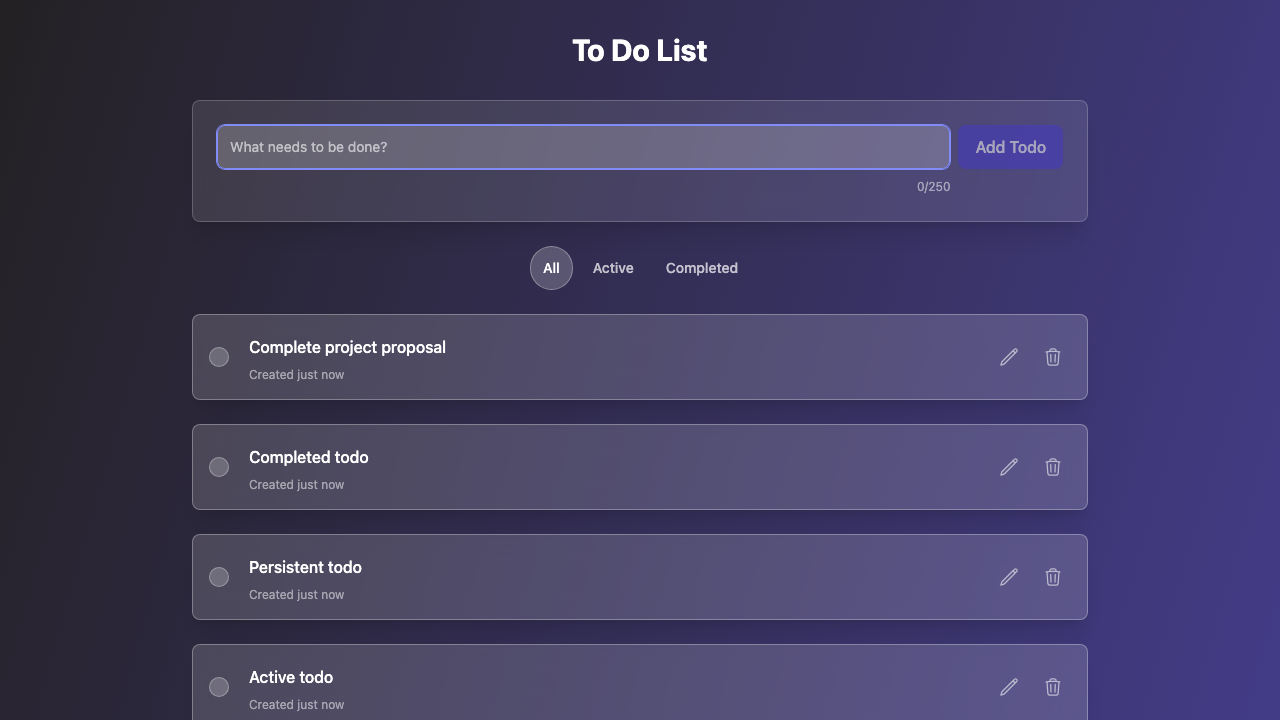 To Do List
What needs to be done?
Add Todo
0/250
All
Active
Completed
Complete project proposal
Created just now
Completed todo
Created just now
Persistent todo
Created just now
Active todo
Created just now